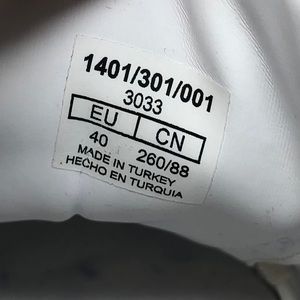 1401/301/001
3033
EU CN
40 260/88
MADE IN TURKEY
HECHO EN TURQUIA